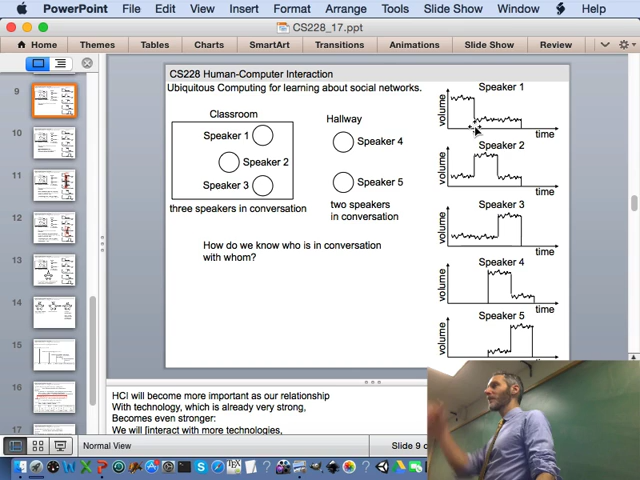 PowerPoint File Edit View Insert Format Arrange Tools Slide Show Window Help
CS228_17.ppt
Home Themes Tables Charts SmartArt Transitions Animations Slide Show Review
CS228 Human-Computer Interaction
Ubiquitous Computing for learning about social networks.
Classroom
Speaker 1
Speaker 2
Speaker 3
three speakers in conversation
Hallway
Speaker 4
Speaker 5
two speakers
in conversation
How do we know who is in conversation
with whom?
Speaker 1
volume
time
Speaker 2
volume
time
Speaker 3
volume
time
Speaker 4
volume
time
Speaker 5
volume
9
10
11
12
13
14
15
16
17
HCI will become more important as our relationship
With technology, which is already very strong,
Becomes even stronger:
We will [interact with more technologies,
Normal View
Slide 9 o